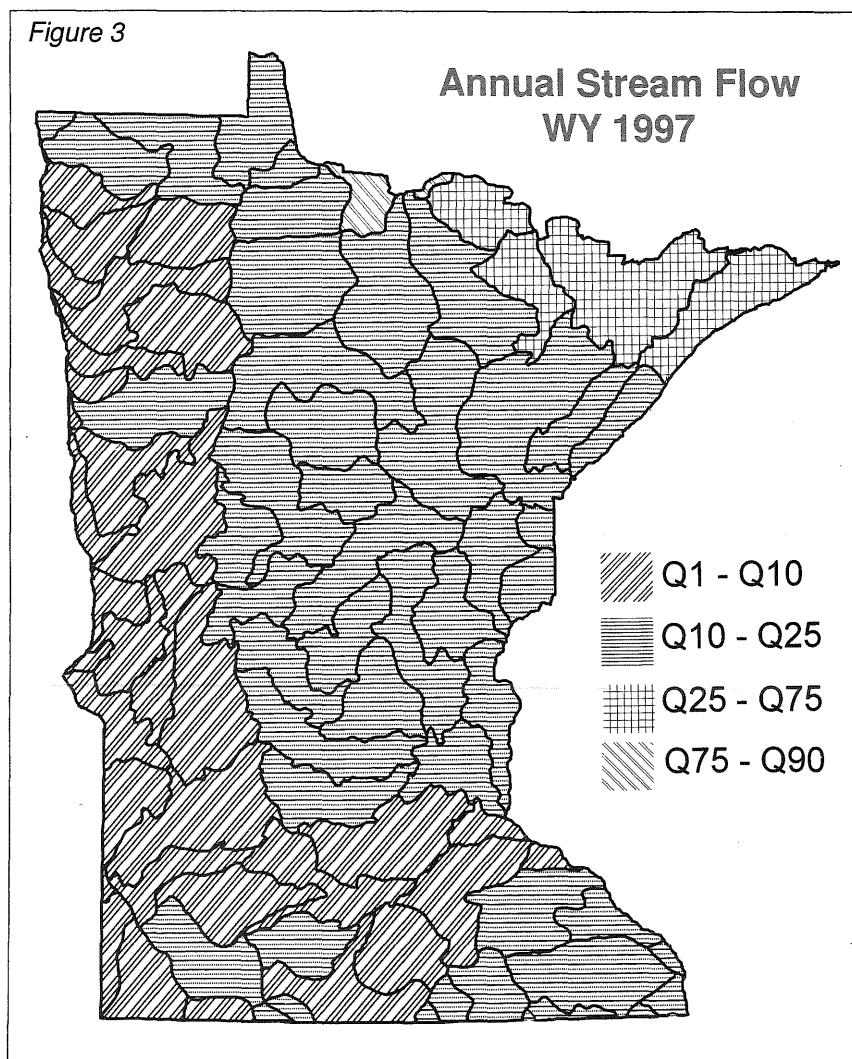 Figure 3
Annual Stream Flow
WY 1997
Q1 - Q10
Q10 - Q25
Q25 - Q75
Q75 - Q90